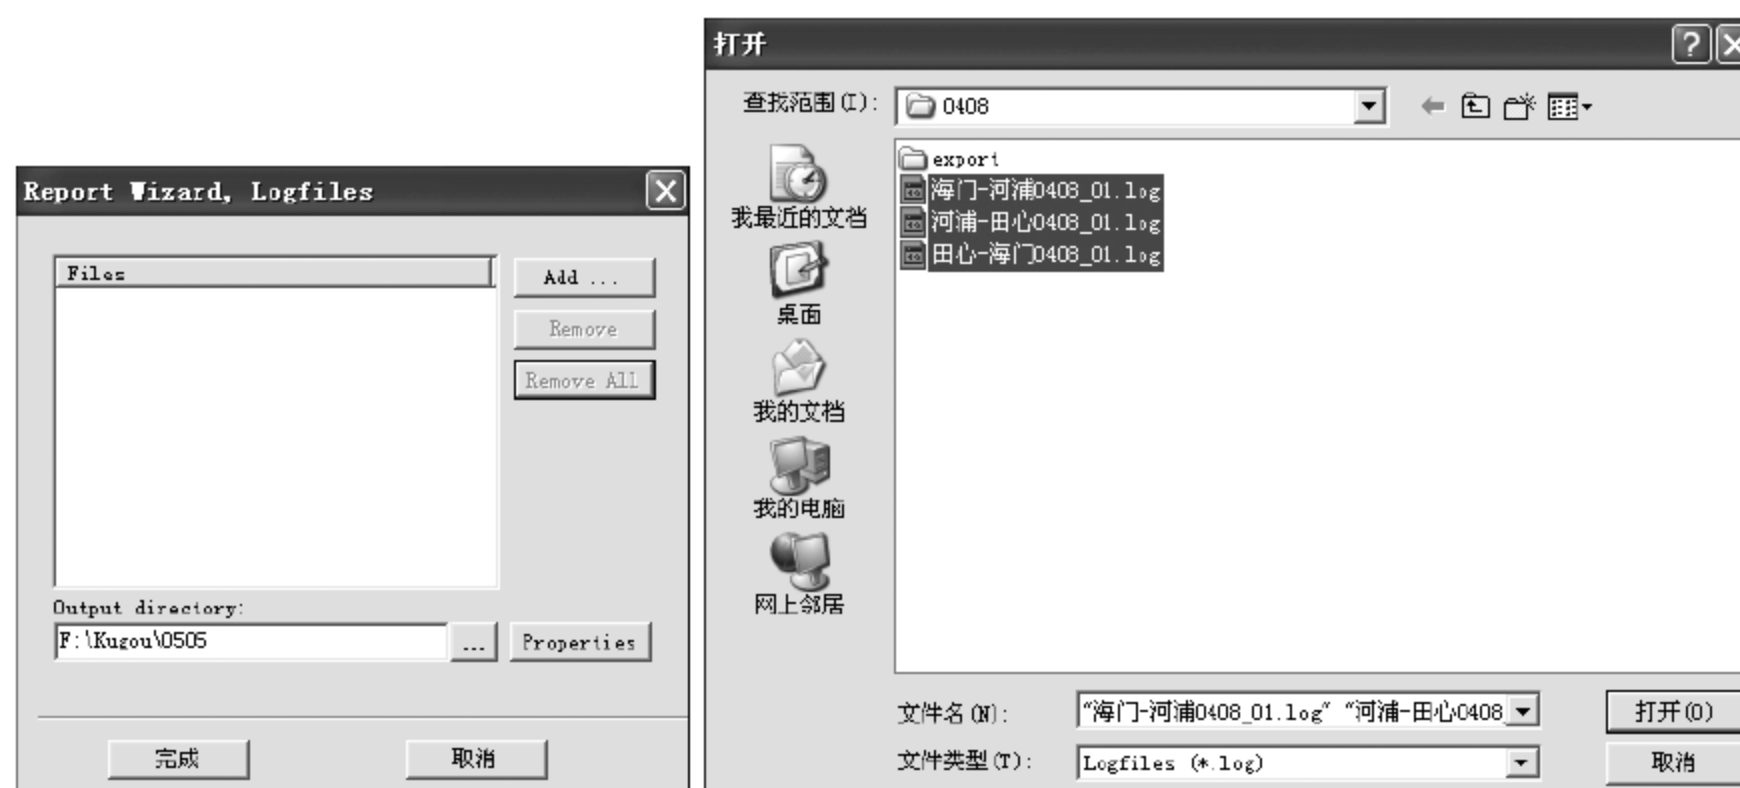 Report Wizard, Logfiles
Files
Add ...
Remove
Remove All
Output directory:
F:\Kugou\0505
...
Properties
完成
取消
打开
查找范围(I):
0408
我最近的文档
桌面
我的文档
我的电脑
网上邻居
export
海门-河浦0408_01.log
河浦-田心0408_01.log
田心-海门0408_01.log
文件名(N):
"海门-河浦0408_01.log" "河浦-田心0408_
打开(O)
文件类型(T):
Logfiles (*.log)
取消